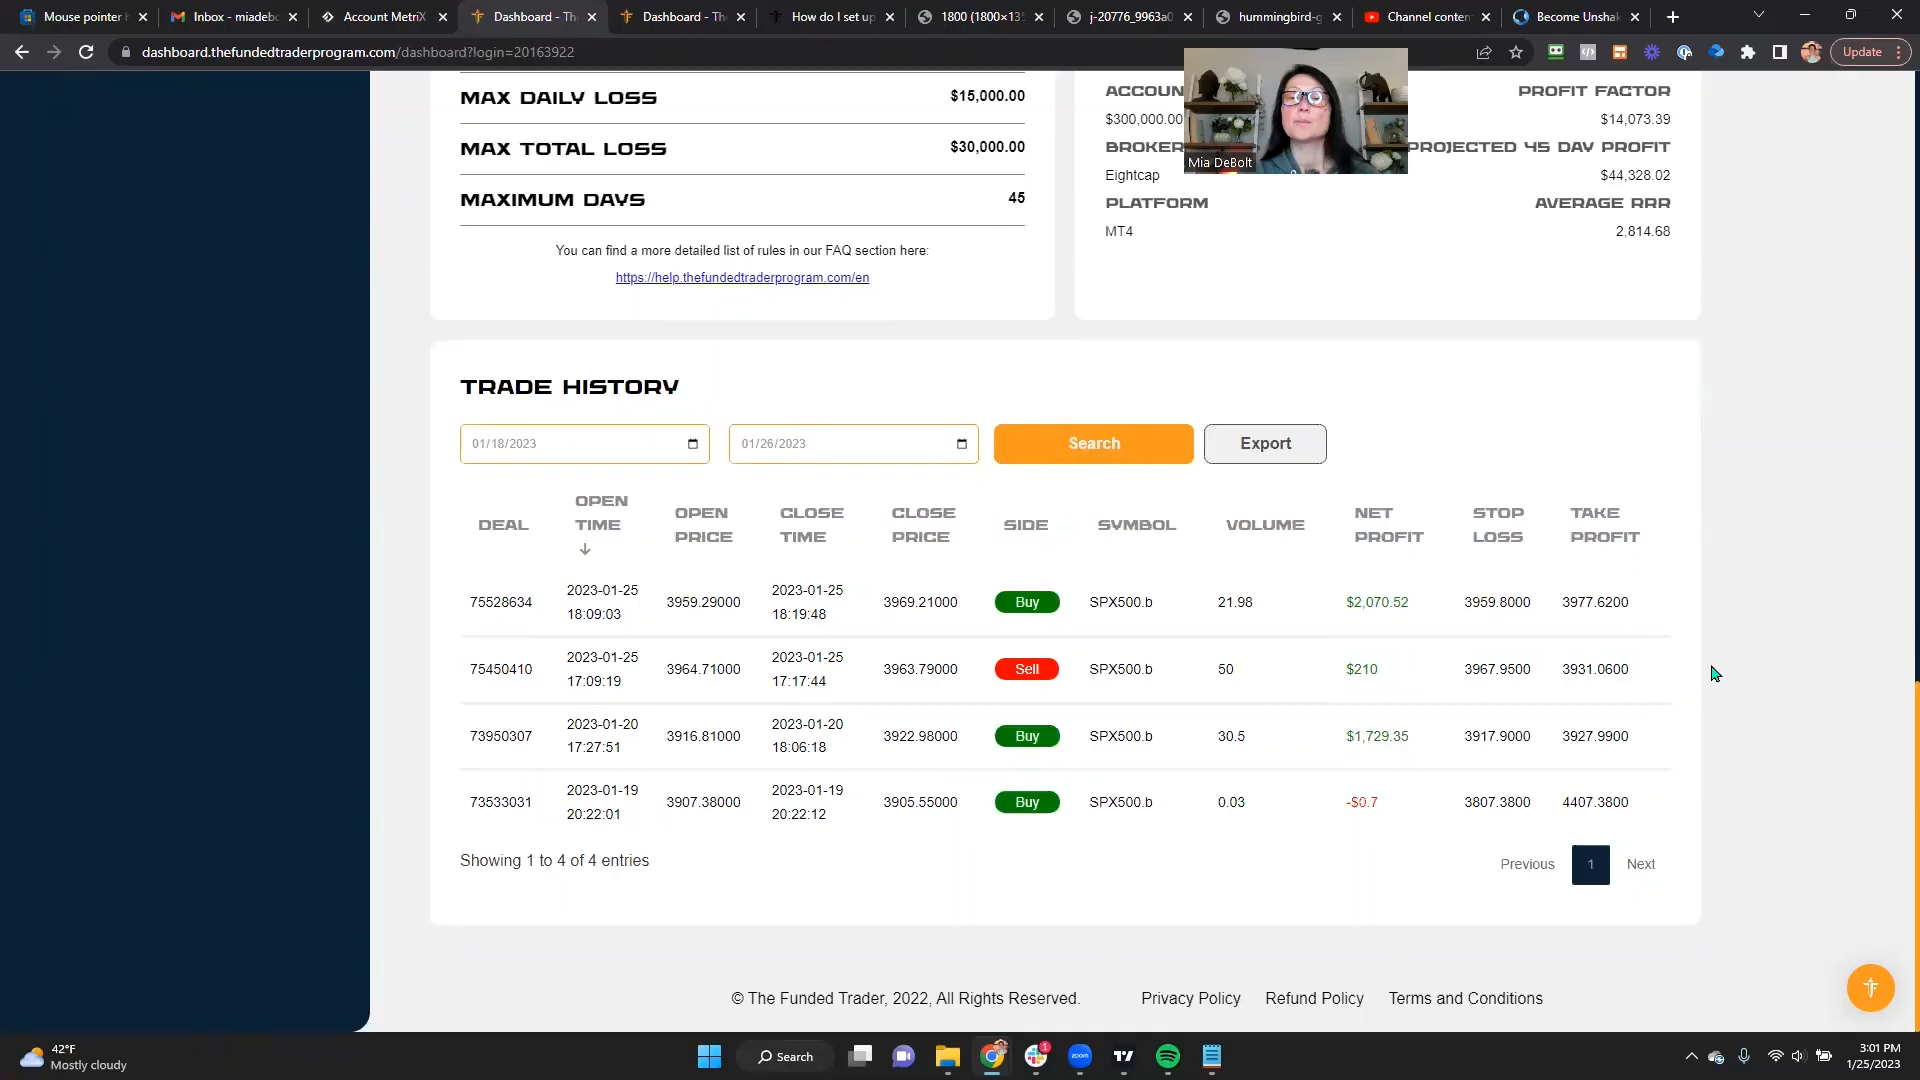 Mouse pointer h
Inbox - miadebo
Account MetriX
Dashboard - Th
Dashboard - Th
How do I set up
1800 (1800×135
j-20776_9963a0
hummingbird-g
Channel conten
Become Unsha
dashboard.thefundedtraderprogram.com/dashboard?login=20163922
Update
MAX DAILY LOSS
$15,000.00
MAX TOTAL LOSS
$30,000.00
MAXIMUM DAYS
45
You can find a more detailed list of rules in our FAQ section here:
https://help.thefundedtraderprogram.com/en
ACCOUN
PROFIT FACTOR
$300,000.00
$14,073.39
BROKER
PROJECTED 45 DAY PROFIT
Mia DeBolt
Eightcap
$44,328.02
PLATFORM
AVERAGE RRR
MT4
2,814.68
TRADE HISTORY
01/18/2023
01/26/2023
Search
Export
DEAL
OPEN TIME
OPEN PRICE
CLOSE TIME
CLOSE PRICE
SIDE
SYMBOL
VOLUME
NET PROFIT
STOP LOSS
TAKE PROFIT
75528634 2023-01-25 18:09:03 3959.29000 2023-01-25 18:19:48 3969.21000 Buy SPX500.b 21.98 $2,070.52 3959.8000 3977.6200
75450410 2023-01-25 17:09:19 3964.71000 2023-01-25 17:17:44 3963.79000 Sell SPX500.b 50 $210 3967.9500 3931.0600
73950307 2023-01-20 17:27:51 3916.81000 2023-01-20 18:06:18 3922.98000 Buy SPX500.b 30.5 $1,729.35 3917.9000 3927.9900
73533031 2023-01-19 20:22:01 3907.38000 2023-01-19 20:22:12 3905.55000 Buy SPX500.b 0.03 -$0.7 3807.3800 4407.3800
Showing 1 to 4 of 4 entries
Previous
1
Next
© The Funded Trader, 2022, All Rights Reserved.
Privacy Policy
Refund Policy
Terms and Conditions
42°F
Mostly cloudy
Search
1
zoom
3:01 PM
1/25/2023